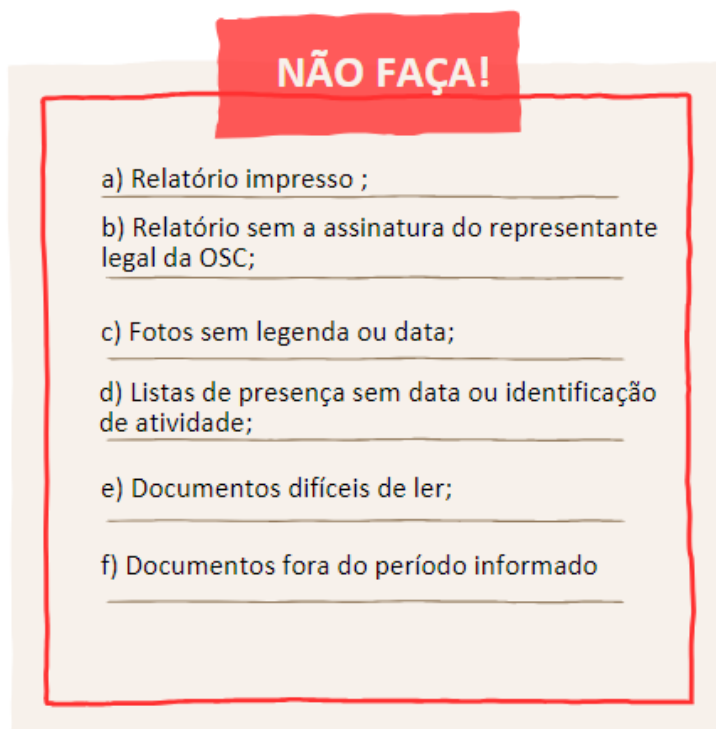 NÃO FAÇA!
a) Relatório impresso ;
b) Relatório sem a assinatura do representante
legal da OSC;
c) Fotos sem legenda ou data;
d) Listas de presença sem data ou identificação
de atividade;
e) Documentos difíceis de ler;
f) Documentos fora do período informado